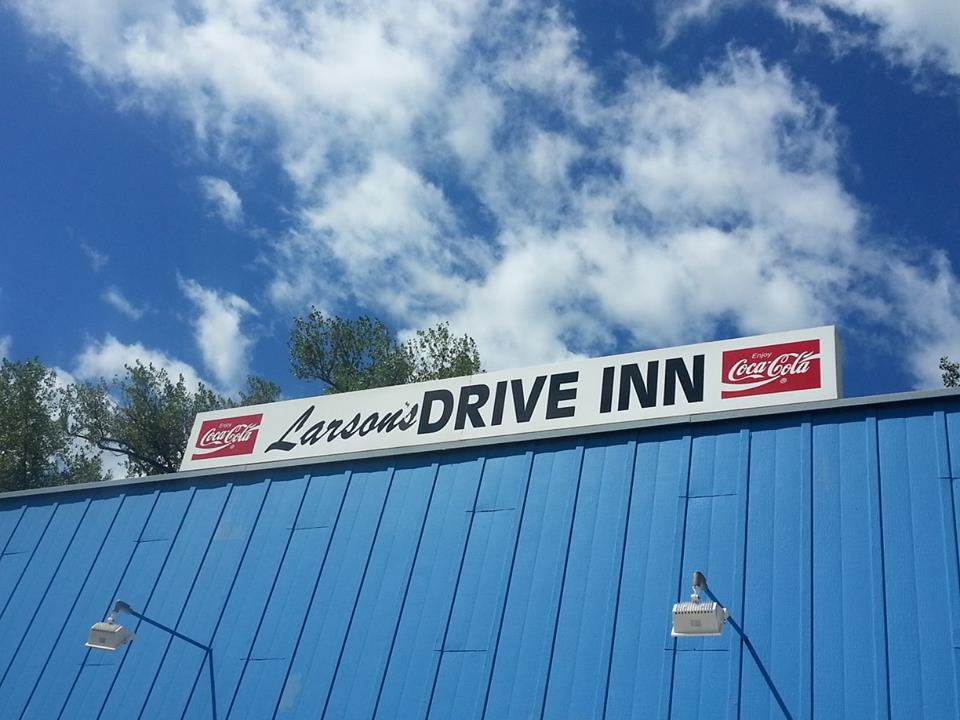 Enjoy
Coca-Cola ®
Larson's DRIVE INN
Enjoy
Coca-Cola ®